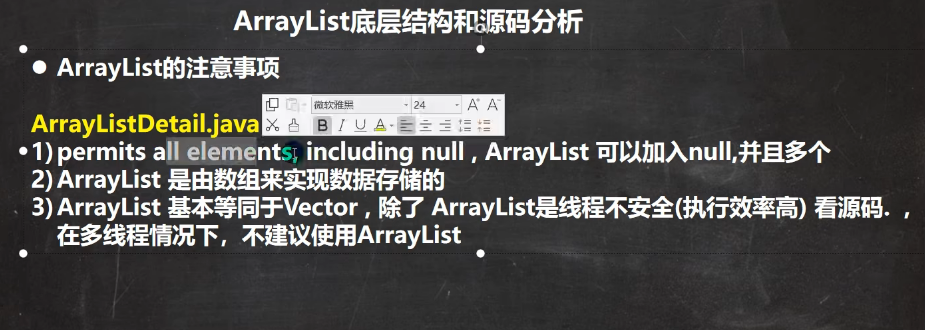 ArrayList底层结构和源码分析
● ArrayList的注意事项
微软雅黑 24 A A
ArrayListDetail.java B I U A
1) permits all elements, including null , ArrayList 可以加入null,并且多个
2) ArrayList 是由数组来实现数据存储的
3) ArrayList 基本等同于Vector , 除了 ArrayList是线程不安全(执行效率高) 看源码. ,
在多线程情况下，不建议使用ArrayList